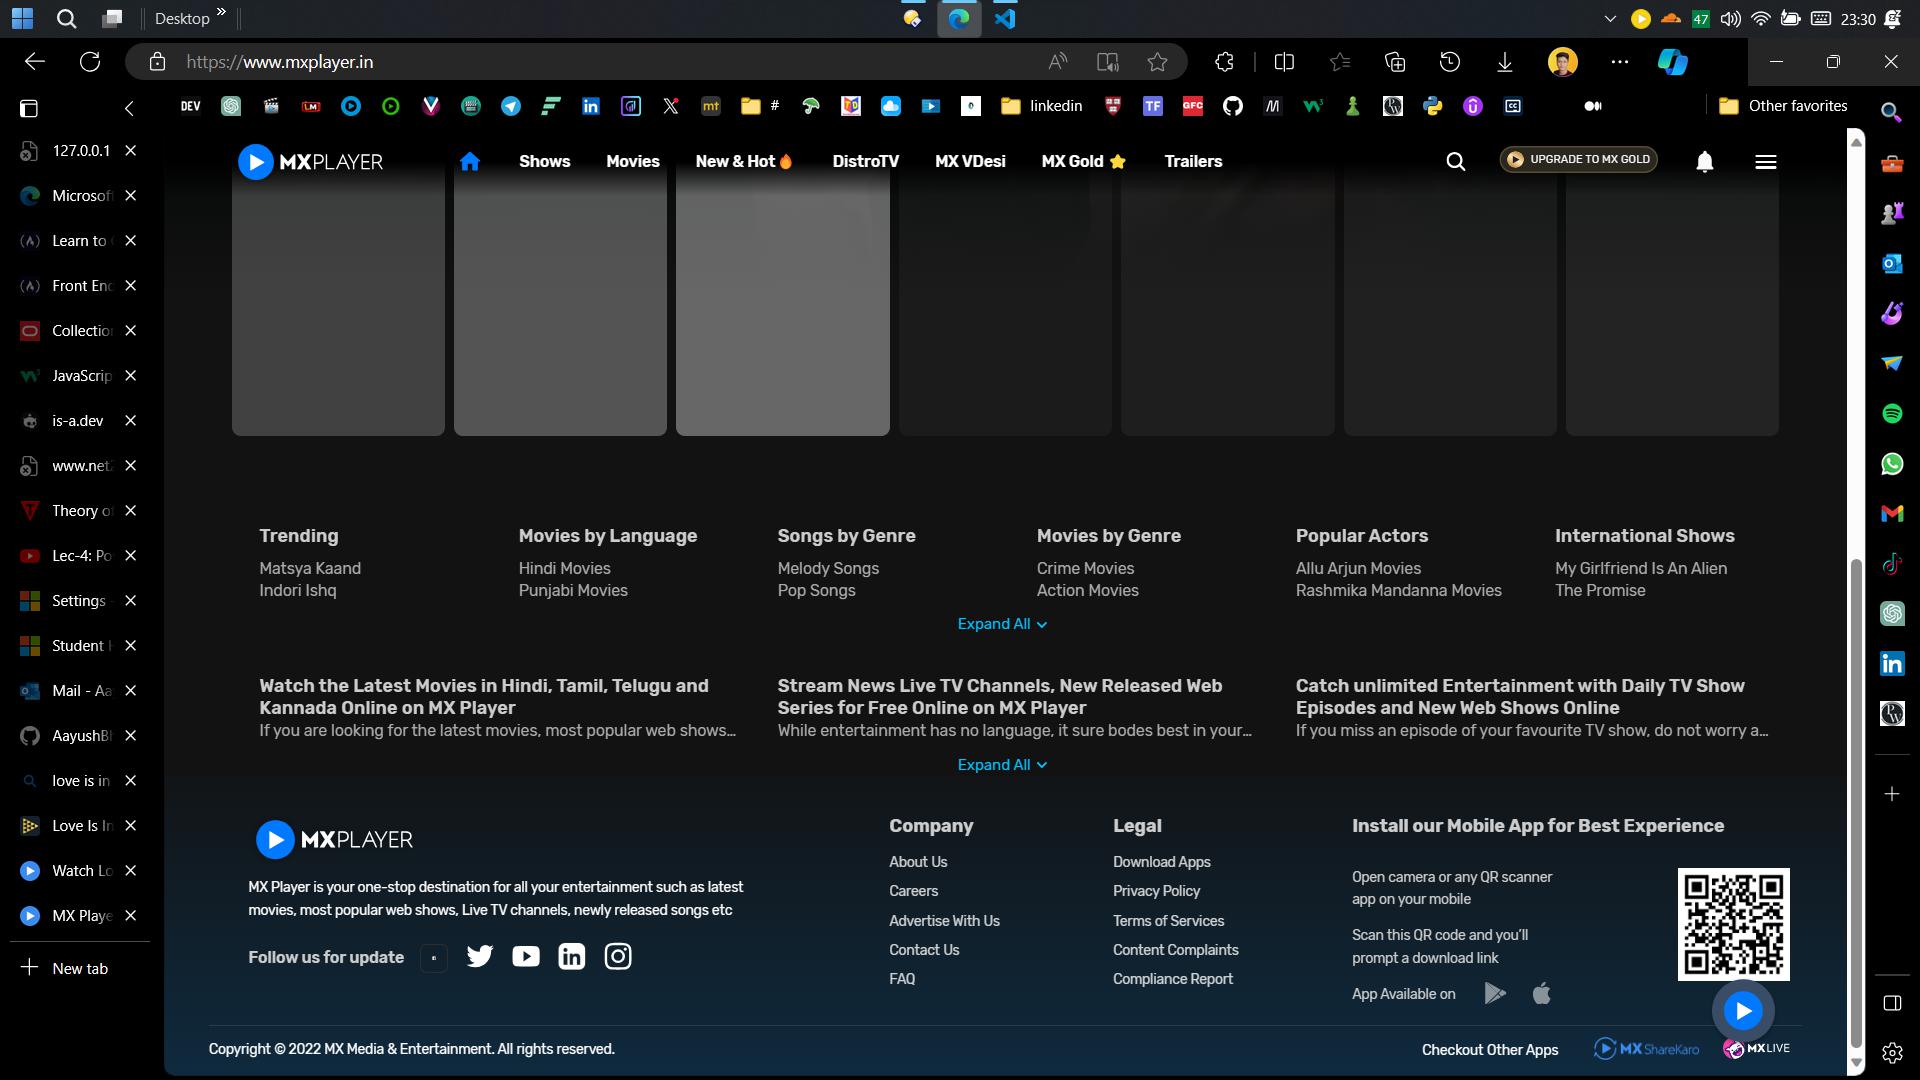 Desktop
47
23:30
https://www.mxplayer.in
DEV
LM
mt
#
linkedin
TF
GFC
cc
Other favorites
127.0.0.1
Microsof
Learn to
Front En
Collectio
JavaScrip
is-a.dev
www.net
Theory o
Lec-4: Po
Settings
Student
Mail - Aa
AayushB
love is in
Love Is In
Watch Lo
MX Playe
New tab
MXPLAYER
Shows
Movies
New & Hot
DistroTV
MX VDesi
MX Gold
Trailers
UPGRADE TO MX GOLD
Trending
Matsya Kaand
Indori Ishq
Movies by Language
Hindi Movies
Punjabi Movies
Songs by Genre
Melody Songs
Pop Songs
Movies by Genre
Crime Movies
Action Movies
Popular Actors
Allu Arjun Movies
Rashmika Mandanna Movies
International Shows
My Girlfriend Is An Alien
The Promise
Expand All
Watch the Latest Movies in Hindi, Tamil, Telugu and
Kannada Online on MX Player
If you are looking for the latest movies, most popular web shows...
Stream News Live TV Channels, New Released Web
Series for Free Online on MX Player
While entertainment has no language, it sure bodes best in your...
Catch unlimited Entertainment with Daily TV Show
Episodes and New Web Shows Online
If you miss an episode of your favourite TV show, do not worry a...
Expand All
MXPLAYER
MX Player is your one-stop destination for all your entertainment such as latest
movies, most popular web shows, Live TV channels, newly released songs etc
Follow us for update
Company
About Us
Careers
Advertise With Us
Contact Us
FAQ
Legal
Download Apps
Privacy Policy
Terms of Services
Content Complaints
Compliance Report
Install our Mobile App for Best Experience
Open camera or any QR scanner
app on your mobile
Scan this QR code and you'll
prompt a download link
App Available on
Copyright © 2022 MX Media & Entertainment. All rights reserved.
Checkout Other Apps
MX ShareKaro
MXLIVE